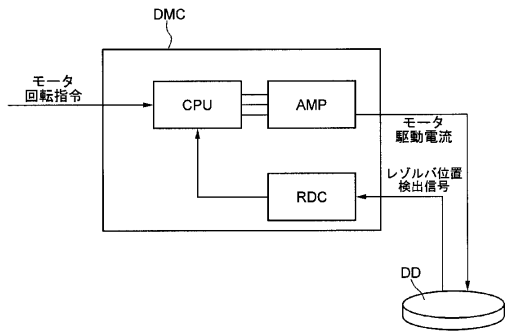 DMC
モータ
回転指令
CPU
AMP
モータ
駆動電流
レゾルバ位置
検出信号
RDC
DD